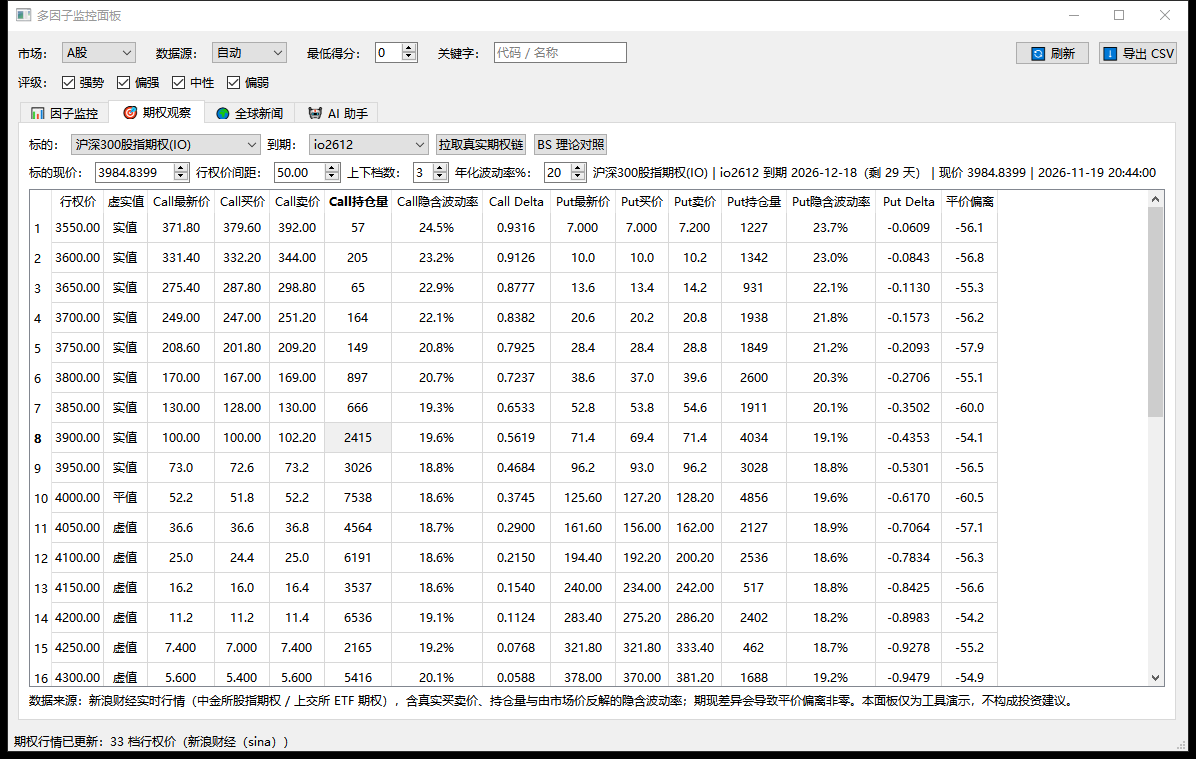 多因子监控面板
市场： A股 数据源： 自动 最低得分： 0 关键字： 代码 / 名称 刷新 导出 CSV
评级： 强势 偏强 中性 偏弱
因子监控 期权观察 全球新闻 AI 助手
标的： 沪深300股指期权(IO) 到期： io2612 拉取真实期权链 BS 理论对照
标的现价： 3984.8399 行权价间距： 50.00 上下档数： 3 年化波动率%： 20 沪深300股指期权(IO) | io2612 到期 2026-12-18（剩 29 天） | 现价 3984.8399 | 2026-11-19 20:44:00
行权价 虚实值 Call最新价 Call买价 Call卖价 Call持仓量 Call隐含波动率 Call Delta Put最新价 Put买价 Put卖价 Put持仓量 Put隐含波动率 Put Delta 平价偏离
1 3550.00 实值 371.80 379.60 392.00 57 24.5% 0.9316 7.000 7.000 7.200 1227 23.7% -0.0609 -56.1
2 3600.00 实值 331.40 332.20 344.00 205 23.2% 0.9126 10.0 10.0 10.2 1342 23.0% -0.0843 -56.8
3 3650.00 实值 275.40 287.80 298.80 65 22.9% 0.8777 13.6 13.4 14.2 931 22.1% -0.1130 -55.3
4 3700.00 实值 249.00 247.00 251.20 164 22.1% 0.8382 20.6 20.2 20.8 1938 21.8% -0.1573 -56.2
5 3750.00 实值 208.60 201.80 209.20 149 20.8% 0.7925 28.4 28.4 28.8 1849 21.2% -0.2093 -57.9
6 3800.00 实值 170.00 167.00 169.00 897 20.7% 0.7237 38.6 37.0 39.6 2600 20.3% -0.2706 -55.1
7 3850.00 实值 130.00 128.00 130.00 666 19.3% 0.6533 52.8 53.8 54.6 1911 20.1% -0.3502 -60.0
8 3900.00 实值 100.00 100.00 102.20 2415 19.6% 0.5619 71.4 69.4 71.4 4034 19.1% -0.4353 -54.1
9 3950.00 实值 73.0 72.6 73.2 3026 18.8% 0.4684 96.2 93.0 96.2 3028 18.8% -0.5301 -56.5
10 4000.00 平值 52.2 51.8 52.2 7538 18.6% 0.3745 125.60 127.20 128.20 4856 19.6% -0.6170 -60.5
11 4050.00 虚值 36.6 36.6 36.8 4564 18.7% 0.2900 161.60 156.00 162.00 2127 18.9% -0.7064 -57.1
12 4100.00 虚值 25.0 24.4 25.0 6191 18.6% 0.2150 194.40 192.20 200.20 2536 18.6% -0.7834 -56.3
13 4150.00 虚值 16.2 16.0 16.4 3537 18.6% 0.1540 240.00 234.00 242.00 517 18.8% -0.8425 -56.6
14 4200.00 虚值 11.2 11.2 11.4 6536 19.1% 0.1124 283.40 275.20 286.20 2402 18.2% -0.8983 -54.2
15 4250.00 虚值 7.400 7.000 7.400 2165 19.2% 0.0768 321.80 321.80 333.40 462 18.7% -0.9278 -55.2
16 4300.00 虚值 5.600 5.400 5.600 5416 20.1% 0.0588 378.00 370.00 381.20 1688 19.2% -0.9479 -54.9
数据来源：新浪财经实时行情（中金所股指期权 / 上交所 ETF 期权），含真实买卖价、持仓量与由市场价反解的隐含波动率；期现差异会导致平价偏离非零。本面板仅为工具演示，不构成投资建议。
期权行情已更新：33 档行权价（新浪财经（sina））